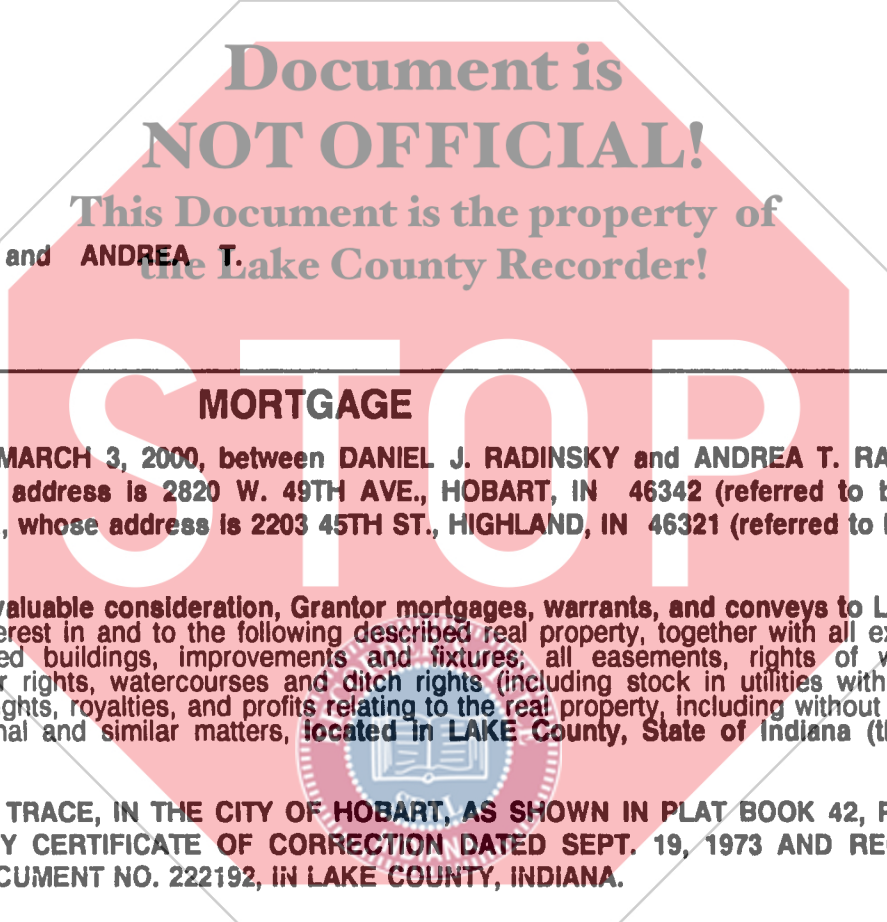 Document is
NOT OFFICIAL!
This Document is the property of
the Lake County Recorder!
and ANDREA T.
STOP
MORTGAGE
MARCH 3, 2000, between DANIEL J. RADINSKY and ANDREA T. RA
address is 2820 W. 49TH AVE., HOBART, IN 46342 (referred to b
, whose address is 2203 45TH ST., HIGHLAND, IN 46321 (referred to
valuable consideration, Grantor mortgages, warrants, and conveys to L
erest in and to the following described real property, together with all e
ed buildings, improvements and fixtures; all easements, rights of w
r rights, watercourses and ditch rights (including stock in utilities with
ghts, royalties, and profits relating to the real property, including without
nal and similar matters, located in LAKE County, State of Indiana (t
TRACE, IN THE CITY OF HOBART, AS SHOWN IN PLAT BOOK 42, P
Y CERTIFICATE OF CORRECTION DATED SEPT. 19, 1973 AND RE
CUMENT NO. 222192, IN LAKE COUNTY, INDIANA.
SEAL
INDIANA